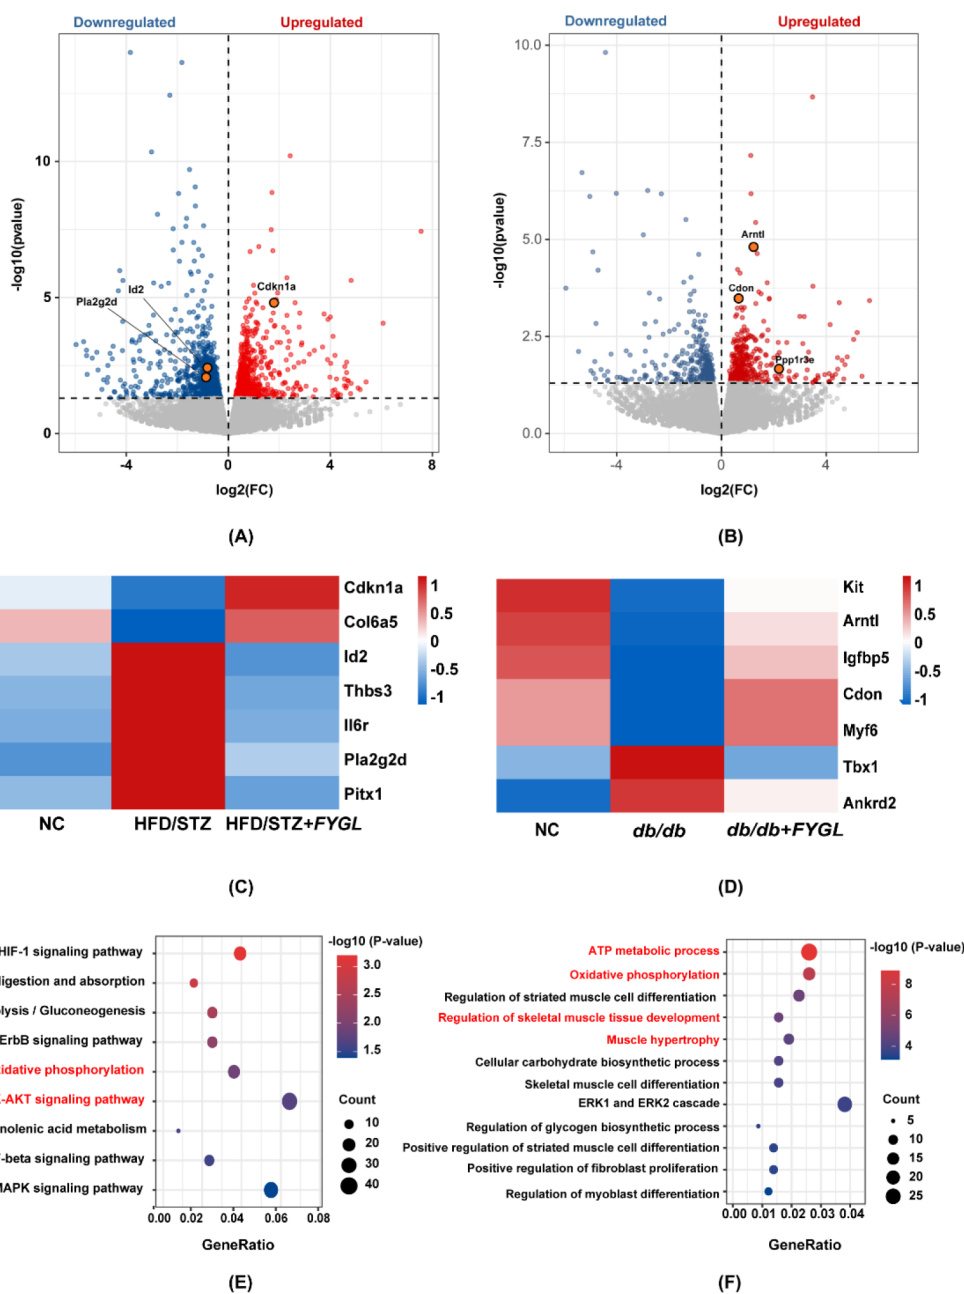 Downregulated Upregulated
Downregulated Upregulated
-log10(pvalue)
10
5
0
Pla2g2d
Id2
Cdkn1a
-4 0 4 8
log2(FC)
(A)
-log10(pvalue)
10.0
7.5
5.0
2.5
0.0
Arntl
Cdon
Ppp1r3e
-4 0 4
log2(FC)
(B)
Cdkn1a
Col6a5
Id2
Thbs3
Il6r
Pla2g2d
Pitx1
1
0.5
0
-0.5
-1
NC HFD/STZ HFD/STZ+FYGL
(C)
Kit
Arntl
Igfbp5
Cdon
Myf6
Tbx1
Ankrd2
1
0.5
0
-0.5
-1
NC db/db db/db+FYGL
(D)
HIF-1 signaling pathway
digestion and absorption
olysis / Gluconeogenesis
ErbB signaling pathway
xidative phosphorylation
-AKT signaling pathway
nolenic acid metabolism
-beta signaling pathway
MAPK signaling pathway
0.00 0.02 0.04 0.06 0.08
GeneRatio
-log10 (P-value)
3.0
2.5
2.0
1.5
Count
10
20
30
40
(E)
ATP metabolic process
Oxidative phosphorylation
Regulation of striated muscle cell differentiation
Regulation of skeletal muscle tissue development
Muscle hypertrophy
Cellular carbohydrate biosynthetic process
Skeletal muscle cell differentiation
ERK1 and ERK2 cascade
Regulation of glycogen biosynthetic process
Positive regulation of striated muscle cell differentiation
Positive regulation of fibroblast proliferation
Regulation of myoblast differentiation
0.00 0.01 0.02 0.03 0.04
GeneRatio
-log10 (P-value)
8
6
4
Count
5
10
15
20
25
(F)